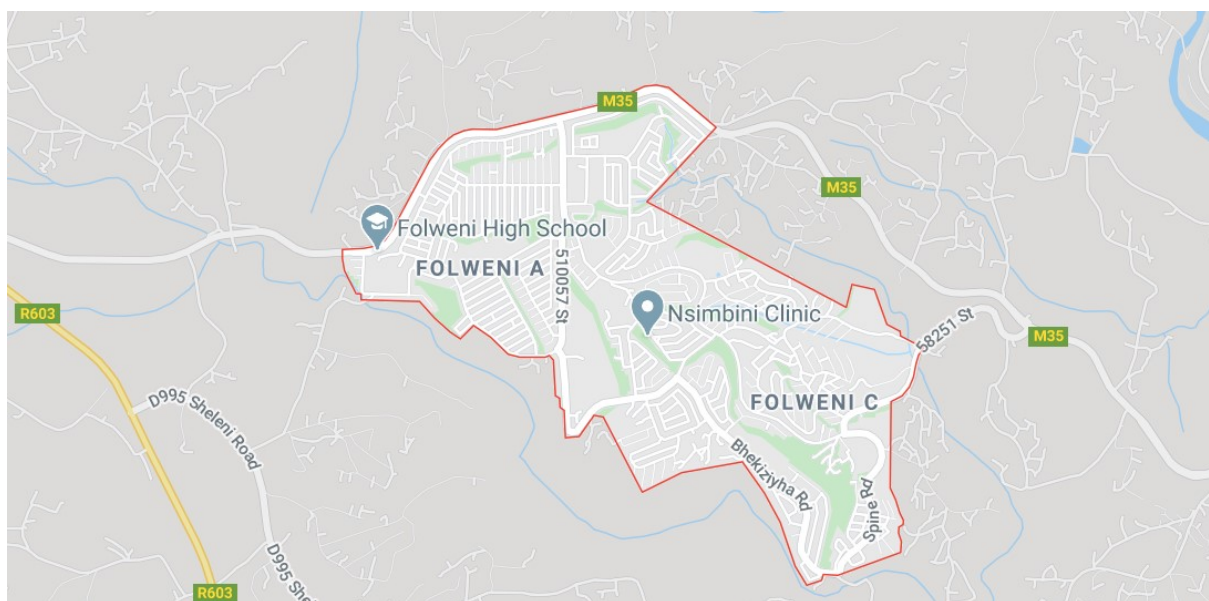 M35
M35
Folweni High School
FOLWENI A
510057 St
Nsimbini Clinic
R603
58251 St
M35
D995 Sheleni Road
FOLWENI C
Bhekiziyha Rd
Spine Rd
D995 She
R603